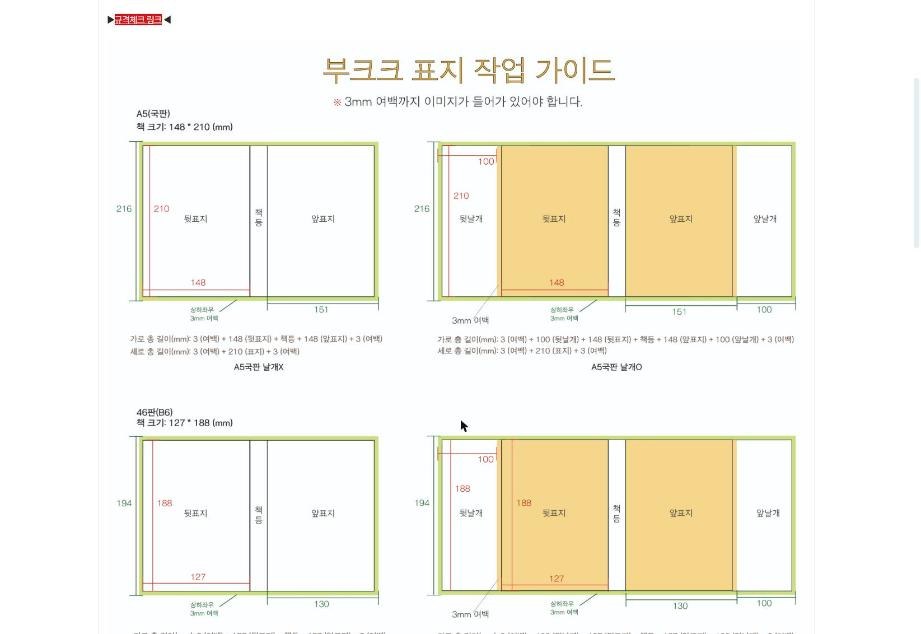 ▶규격체크 링크◀
부크크 표지 작업 가이드
※ 3mm 여백까지 이미지가 들어가 있어야 합니다.
A5(국판)
책 크기: 148 * 210 (mm)
216
210
뒷표지
책등
앞표지
148
상하좌우
3mm 여백
151
가로 총 길이(mm): 3 (여백) + 148 (뒷표지) + 책등 + 148 (앞표지) + 3 (여백)
세로 총 길이(mm): 3 (여백) + 210 (표지) + 3 (여백)
A5국판 날개X
100
216
210
뒷날개
뒷표지
책등
앞표지
앞날개
148
3mm 여백
상하좌우
3mm 여백
151
100
가로 총 길이(mm): 3 (여백) + 100 (뒷날개) + 148 (뒷표지) + 책등 + 148 (앞표지) + 100 (앞날개) + 3 (여백)
세로 총 길이(mm): 3 (여백) + 210 (표지) + 3 (여백)
A5국판 날개O
46판(B6)
책 크기: 127 * 188 (mm)
194
188
뒷표지
책등
앞표지
127
상하좌우
3mm 여백
130
100
194
188
188
뒷날개
뒷표지
책등
앞표지
앞날개
127
3mm 여백
상하좌우
3mm 여백
130
100